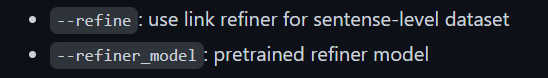 --refine: use link refiner for sentense-level dataset
--refiner_model: pretrained refiner model